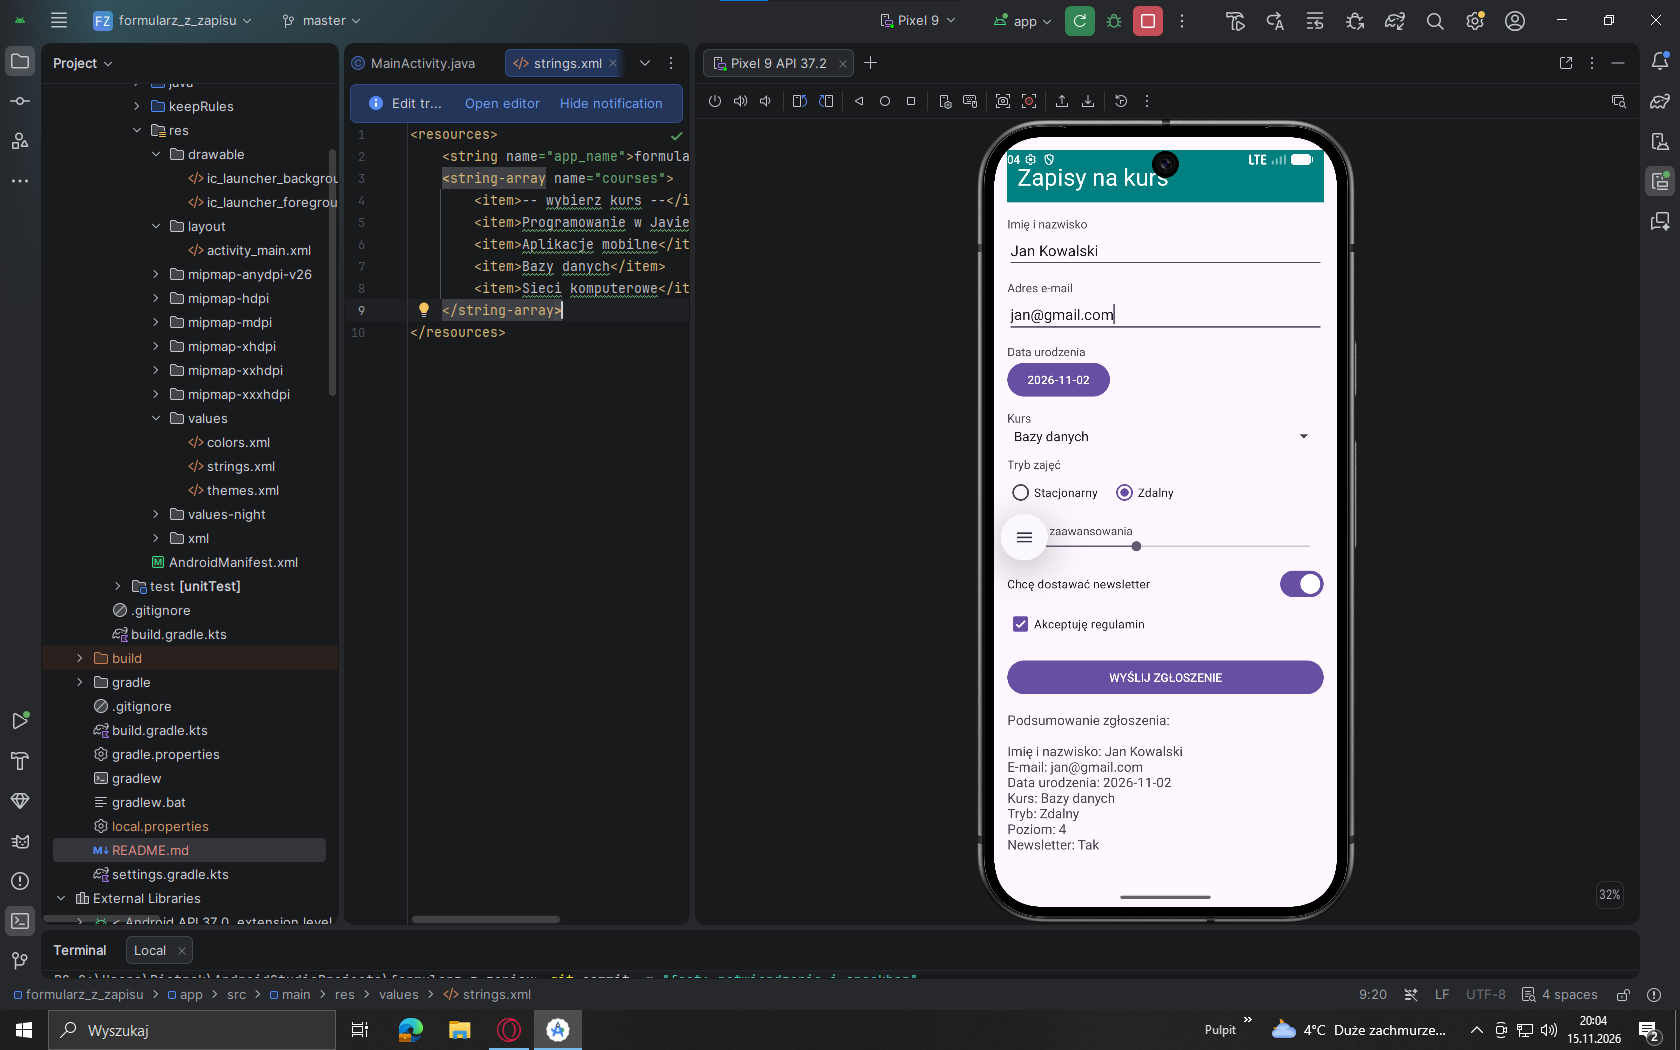 FZ formularz_z_zapisu
master
Pixel 9
app
Project
MainActivity.java
strings.xml
Pixel 9 API 37.2
java
keepRules
res
drawable
ic_launcher_backgrou
ic_launcher_foregrou
layout
activity_main.xml
mipmap-anydpi-v26
mipmap-hdpi
mipmap-mdpi
mipmap-xhdpi
mipmap-xxhdpi
mipmap-xxxhdpi
values
colors.xml
strings.xml
themes.xml
values-night
xml
AndroidManifest.xml
test [unitTest]
.gitignore
build.gradle.kts
build
gradle
.gitignore
build.gradle.kts
gradle.properties
gradlew
gradlew.bat
local.properties
README.md
settings.gradle.kts
External Libraries
< Android API 37.0, extension level
Edit tr... Open editor Hide notification
1 <resources>
2 <string name="app_name">formula
3 <string-array name="courses">
4 <item>-- wybierz kurs --</i
5 <item>Programowanie w Javie
6 <item>Aplikacje mobilne</it
7 <item>Bazy danych</item>
8 <item>Sieci komputerowe</it
9 </string-array>
10 </resources>
04 LTE
Zapisy na kurs
Imię i nazwisko
Jan Kowalski
Adres e-mail
jan@gmail.com
Data urodzenia
2026-11-02
Kurs
Bazy danych
Tryb zajęć
Stacjonarny Zdalny
zaawansowania
Chcę dostawać newsletter
Akceptuję regulamin
WYŚLIJ ZGŁOSZENIE
Podsumowanie zgłoszenia:
Imię i nazwisko: Jan Kowalski
E-mail: jan@gmail.com
Data urodzenia: 2026-11-02
Kurs: Bazy danych
Tryb: Zdalny
Poziom: 4
Newsletter: Tak
32%
Terminal Local
formularz_z_zapisu > app > src > main > res > values > strings.xml
9:20 LF UTF-8 4 spaces
Wyszukaj
Pulpit
4°C Duże zachmurze...
20:04
15.11.2026
2